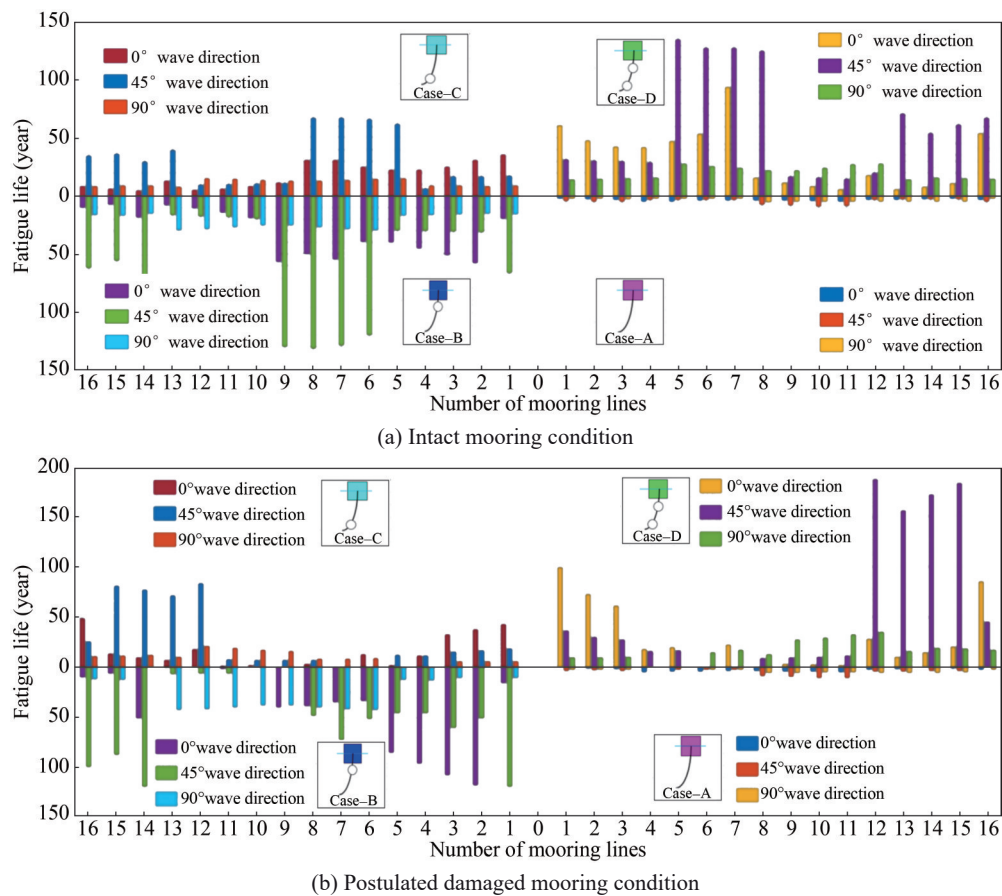 150
100
50
0
50
100
150
Fatigue life (year)
0° wave direction
45° wave direction
90° wave direction
Case–C
Case–D
0° wave direction
45° wave direction
90° wave direction
0° wave direction
45° wave direction
90° wave direction
Case–B
Case–A
0° wave direction
45° wave direction
90° wave direction
16 15 14 13 12 11 10 9 8 7 6 5 4 3 2 1 0 1 2 3 4 5 6 7 8 9 10 11 12 13 14 15 16
Number of mooring lines
(a) Intact mooring condition
200
150
100
50
0
50
100
150
Fatigue life (year)
0°wave direction
45°wave direction
90°wave direction
Case–C
Case–D
0°wave direction
45°wave direction
90°wave direction
0°wave direction
45°wave direction
90°wave direction
Case–B
Case–A
0°wave direction
45°wave direction
90°wave direction
16 15 14 13 12 11 10 9 8 7 6 5 4 3 2 1 0 1 2 3 4 5 6 7 8 9 10 11 12 13 14 15 16
Number of mooring lines
(b) Postulated damaged mooring condition